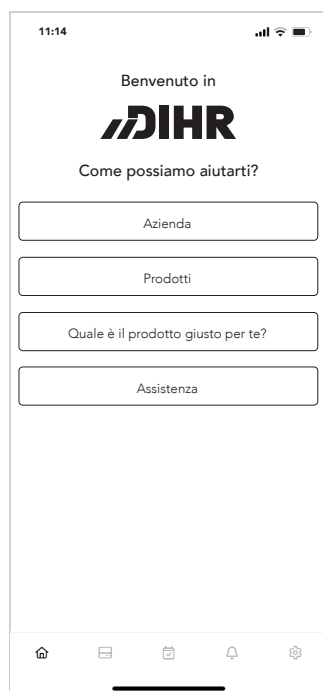 11:14
Benvenuto in
DIHR
Come possiamo aiutarti?
Azienda
Prodotti
Quale è il prodotto giusto per te?
Assistenza